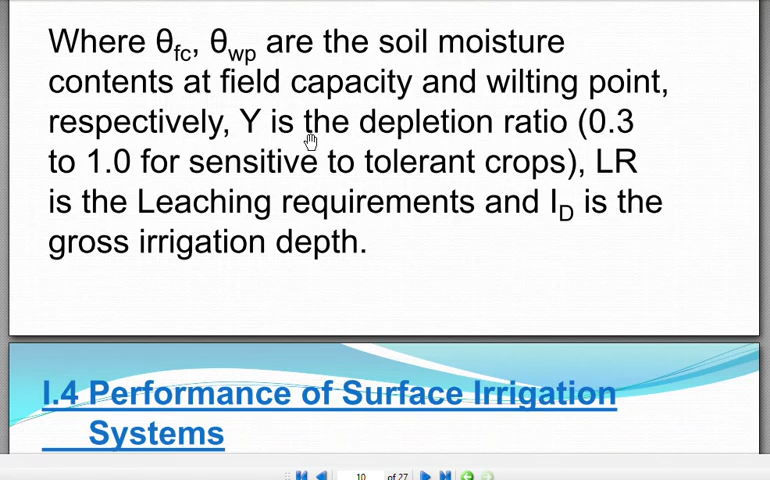 Where θfc, θwp are the soil moisture
contents at field capacity and wilting point,
respectively, Y is the depletion ratio (0.3
to 1.0 for sensitive to tolerant crops), LR
is the Leaching requirements and ID is the
gross irrigation depth.
I.4 Performance of Surface Irrigation
Systems
10 of 27